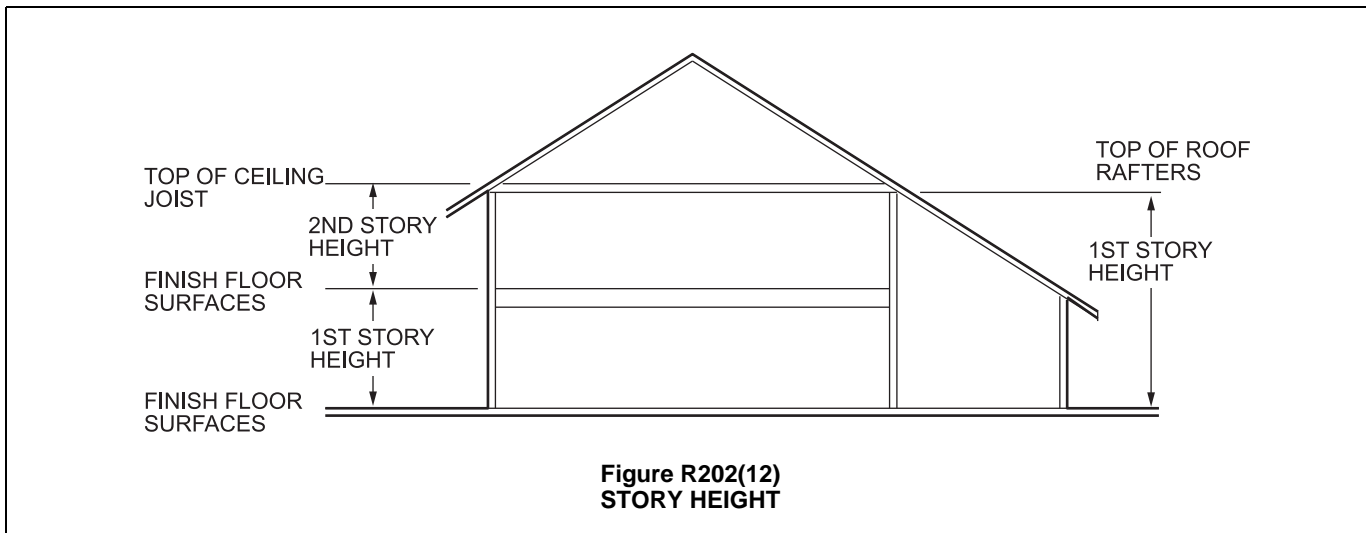 TOP OF CEILING
JOIST
2ND STORY
HEIGHT
FINISH FLOOR
SURFACES
1ST STORY
HEIGHT
FINISH FLOOR
SURFACES
TOP OF ROOF
RAFTERS
1ST STORY
HEIGHT
Figure R202(12)
STORY HEIGHT